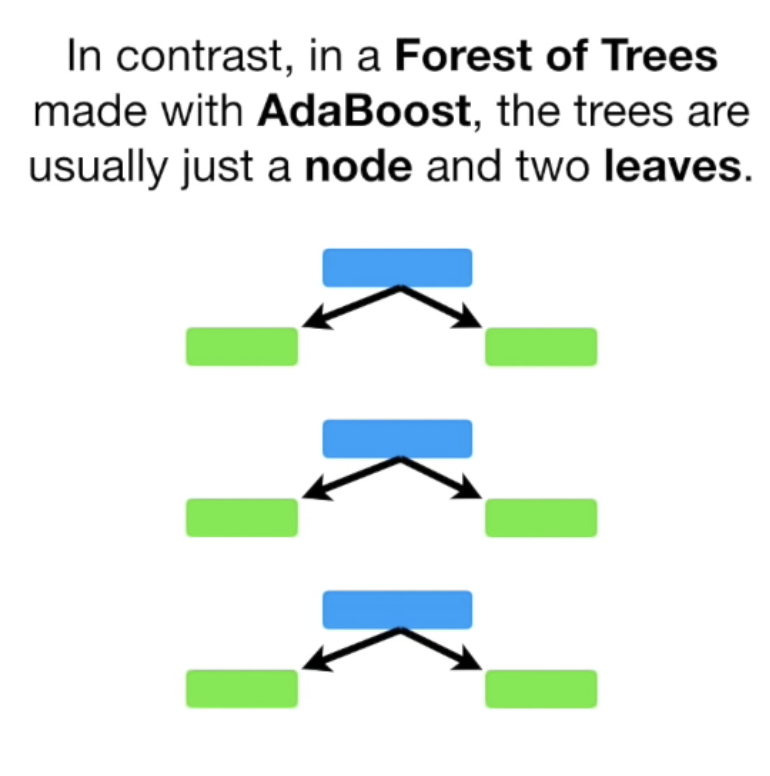 In contrast, in a Forest of Trees
made with AdaBoost, the trees are
usually just a node and two leaves.